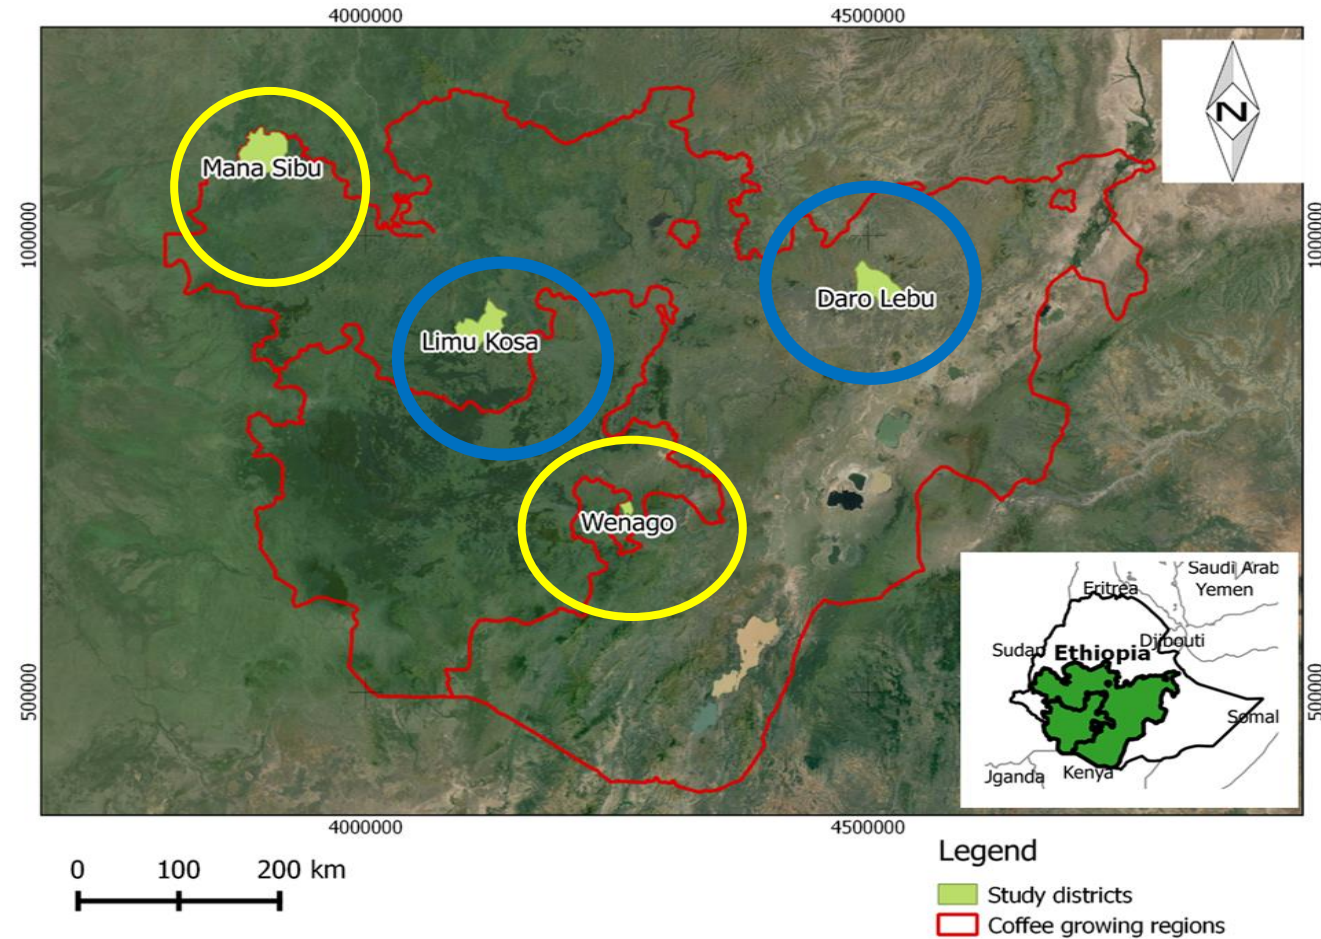 4000000
4500000
N
1000000
1000000
Mana Sibu
Daro Lebu
Limu Kosa
Wenago
Saudi Arab
Yemen
Eritrea
Djibouti
Sudan
Ethiopia
Somal
Jganda
Kenya
500000
500000
4000000
4500000
0 100 200 km
Legend
Study districts
Coffee growing regions